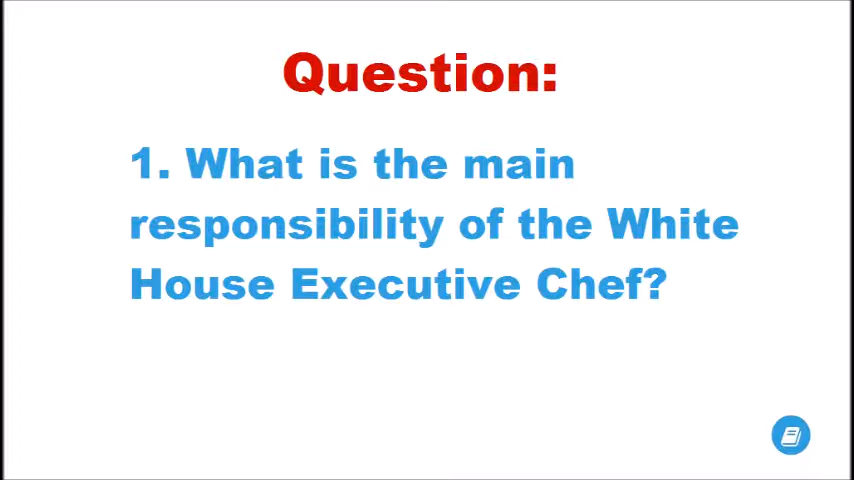 Question:
1. What is the main
responsibility of the White
House Executive Chef?